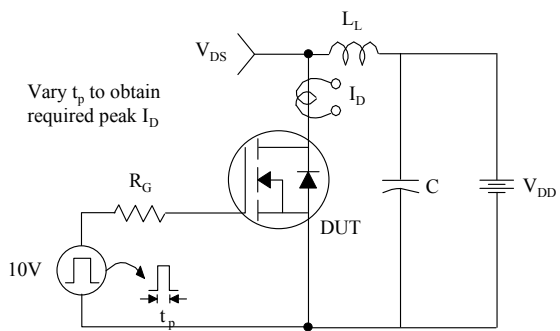 L_L
V_DS
I_D
Vary t_p to obtain
required peak I_D
R_G
C
V_DD
DUT
10V
t_p